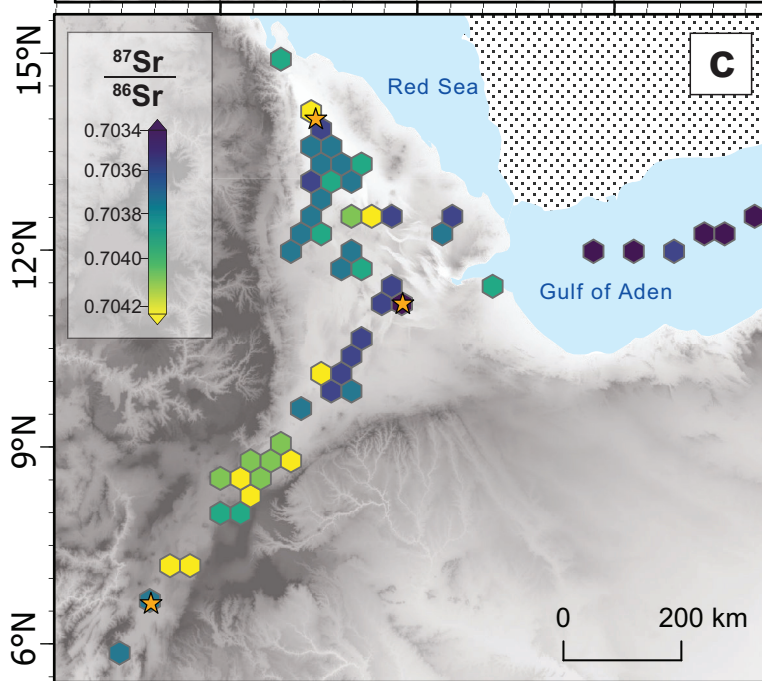 15°N
12°N
9°N
6°N
⁸⁷Sr
⁸⁶Sr
0.7034
0.7036
0.7038
0.7040
0.7042
Red Sea
C
Gulf of Aden
0 200 km